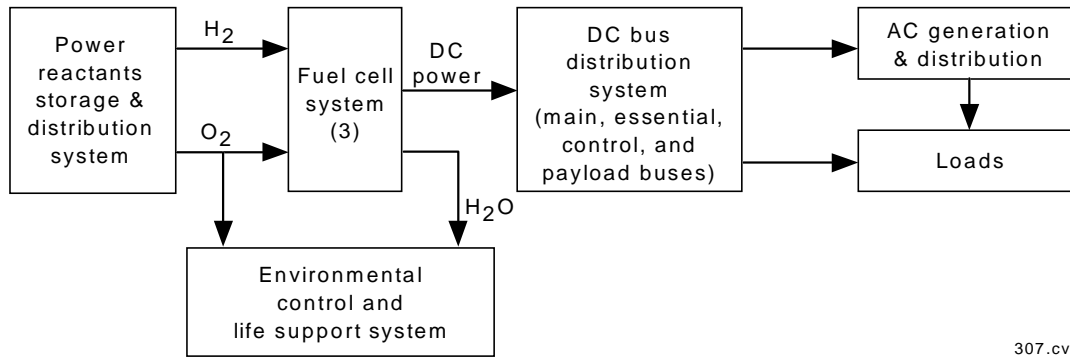 Power
reactants
storage &
distribution
system
H2
O2
Fuel cell
system
(3)
DC
power
H2O
DC bus
distribution
system
(main, essential,
control, and
payload buses)
AC generation
& distribution
Loads
Environmental
control and
life support system
307.cv